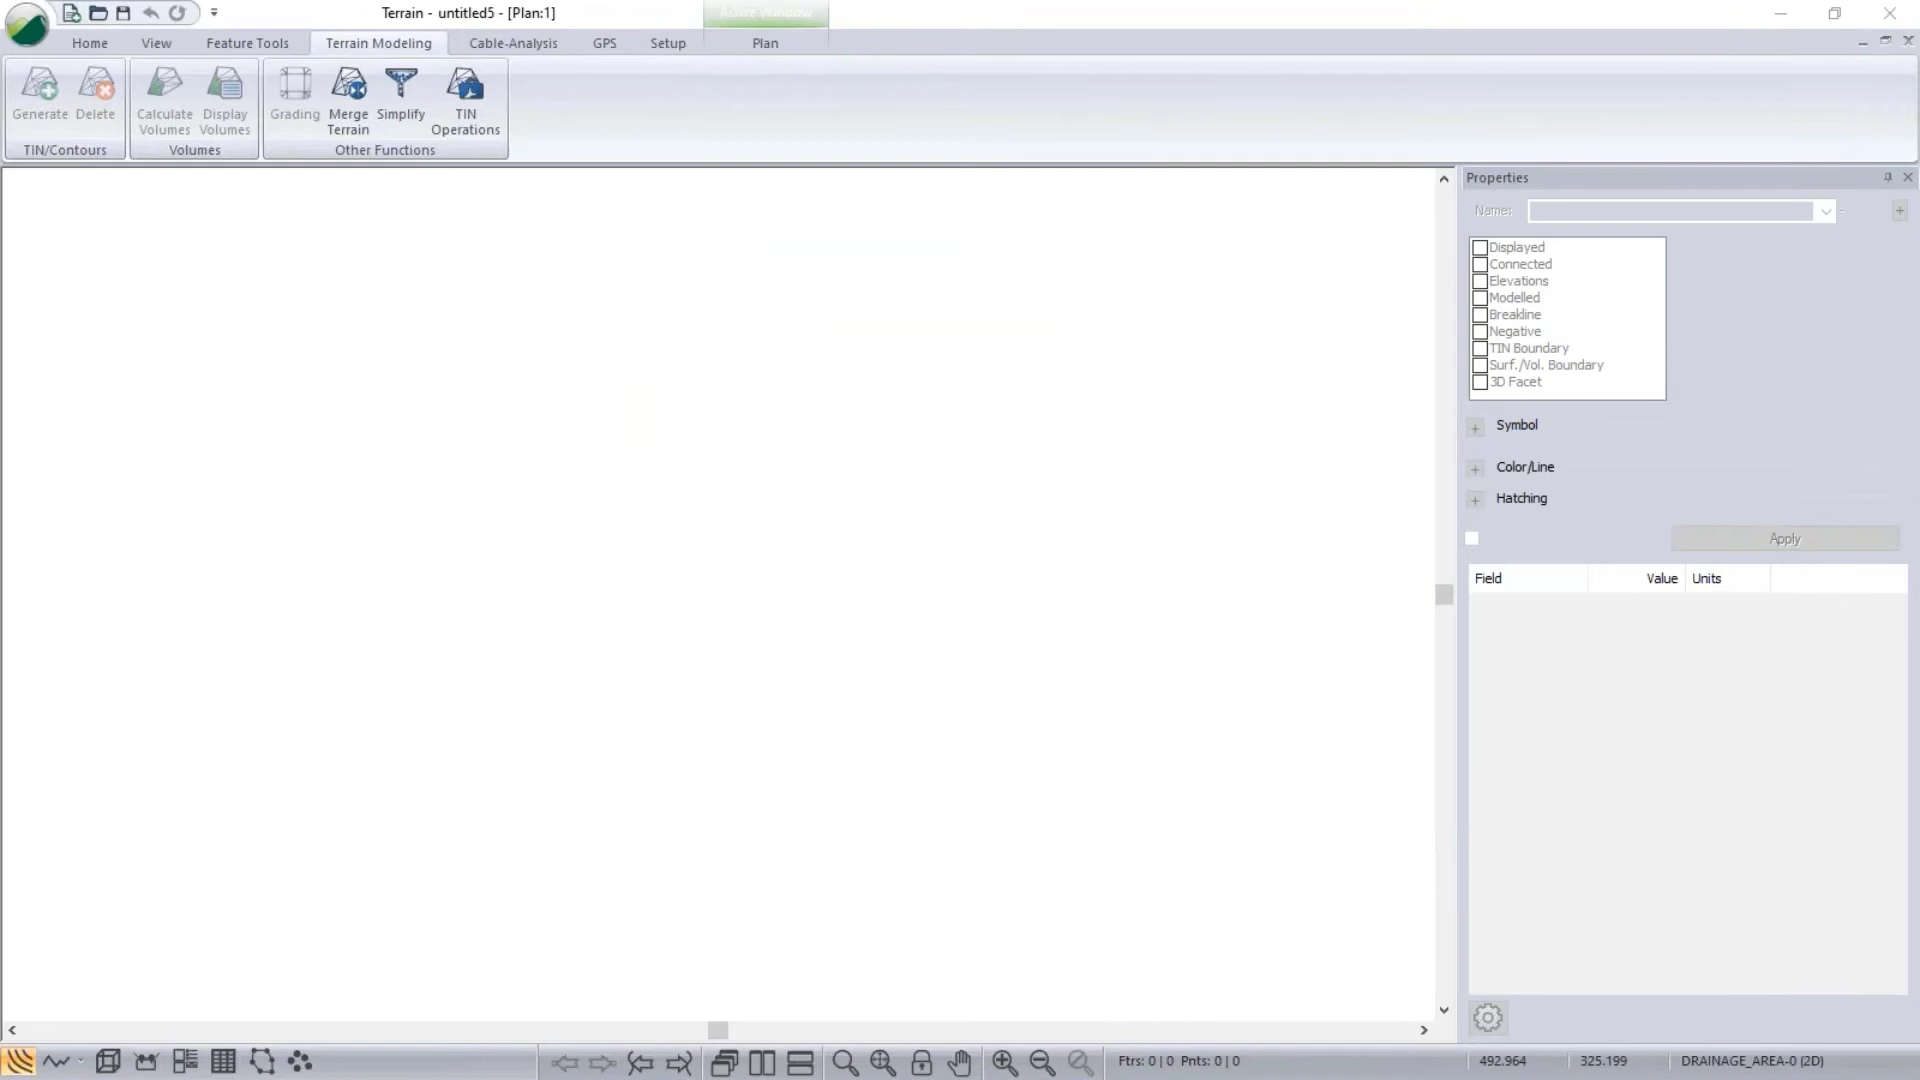 Terrain - untitled5 - [Plan:1]
Active Window
Home View Feature Tools Terrain Modeling Cable-Analysis GPS Setup Plan
Generate Delete
TIN/Contours
Calculate Volumes Display Volumes
Volumes
Grading Merge Terrain Simplify TIN Operations
Other Functions
Properties
Name:
Displayed
Connected
Elevations
Modelled
Breakline
Negative
TIN Boundary
Surf./Vol. Boundary
3D Facet
Symbol
Color/Line
Hatching
Apply
Field Value Units
Ftrs: 0 | 0 Pnts: 0 | 0
492.964 325.199 DRAINAGE_AREA-0 (2D)